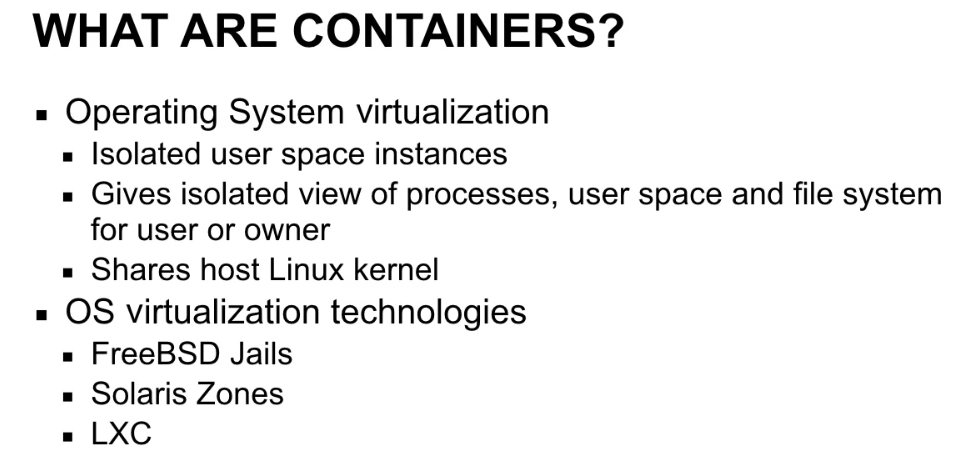 WHAT ARE CONTAINERS?
▪ Operating System virtualization
▪ Isolated user space instances
▪ Gives isolated view of processes, user space and file system
for user or owner
▪ Shares host Linux kernel
▪ OS virtualization technologies
▪ FreeBSD Jails
▪ Solaris Zones
▪ LXC